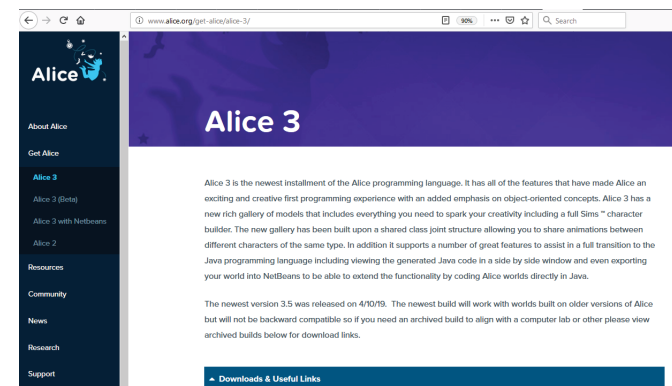 www.alice.org/get-alice/alice-3/
90%
Search
Alice
About Alice
Get Alice
Alice 3
Alice 3 (Beta)
Alice 3 with Netbeans
Alice 2
Resources
Community
News
Research
Support
Alice 3
Alice 3 is the newest installment of the Alice programming language. It has all of the features that have made Alice an
exciting and creative first programming experience with an added emphasis on object-oriented concepts. Alice 3 has a
new rich gallery of models that includes everything you need to spark your creativity including a full Sims ™ character
builder. The new gallery has been built upon a shared class joint structure allowing you to share animations between
different characters of the same type. In addition it supports a number of great features to assist in a full transition to the
Java programming language including viewing the generated Java code in a side by side window and even exporting
your world into NetBeans to be able to extend the functionality by coding Alice worlds directly in Java.
The newest version 3.5 was released on 4/10/19. The newest build will work with worlds built on older versions of Alice
but will not be backward compatible so if you need an archived build to align with a computer lab or other please view
archived builds below for download links.
Downloads & Useful Links